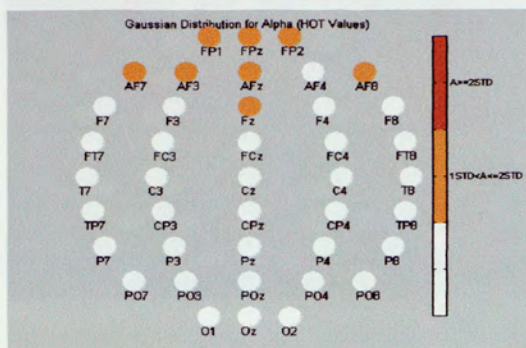 Gaussian Distribution for Alpha (HOT Values)
FP1 FPz FP2
AF7 AF3 AFz AF4 AF8
F7 F3 Fz F4 F8
FT7 FC3 FCz FC4 FT8
T7 C3 Cz C4 T8
TP7 CP3 CPz CP4 TP8
P7 P3 Pz P4 P8
PO7 PO3 POz PO4 PO8
O1 Oz O2
A>=2STD
1STD<A<=2STD